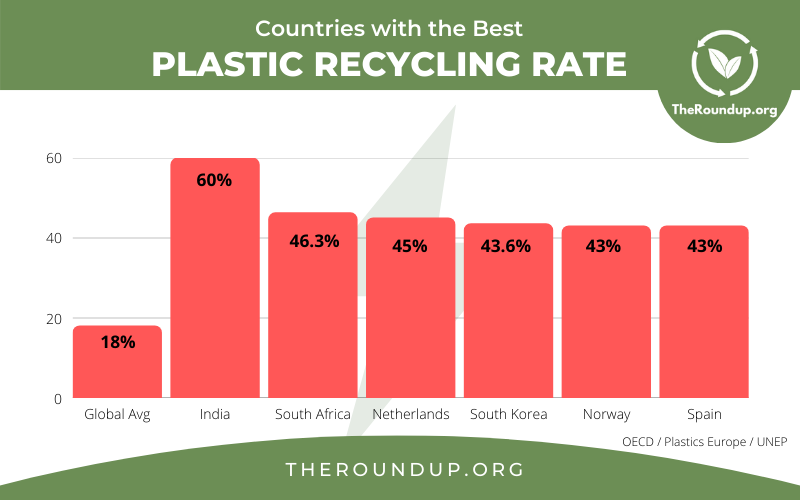 Countries with the Best
PLASTIC RECYCLING RATE
TheRoundup.org
60
40
20
0
18%
60%
46.3%
45%
43.6%
43%
43%
Global Avg
India
South Africa
Netherlands
South Korea
Norway
Spain
OECD / Plastics Europe / UNEP
THEROUNDUP.ORG